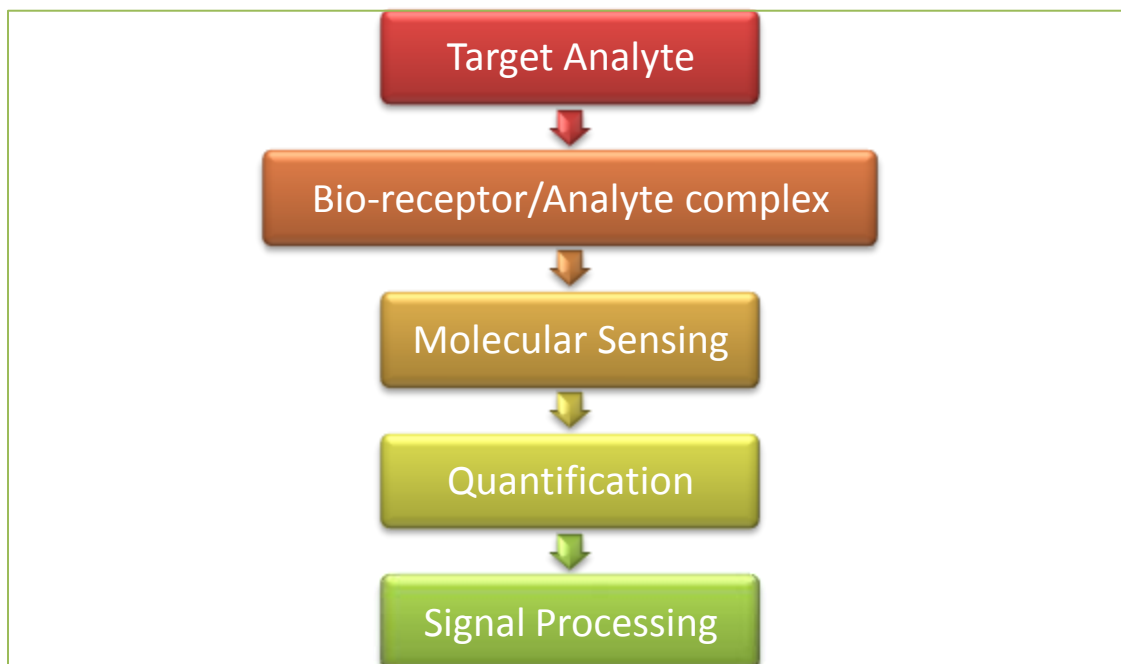 Target Analyte
Bio-receptor/Analyte complex
Molecular Sensing
Quantification
Signal Processing